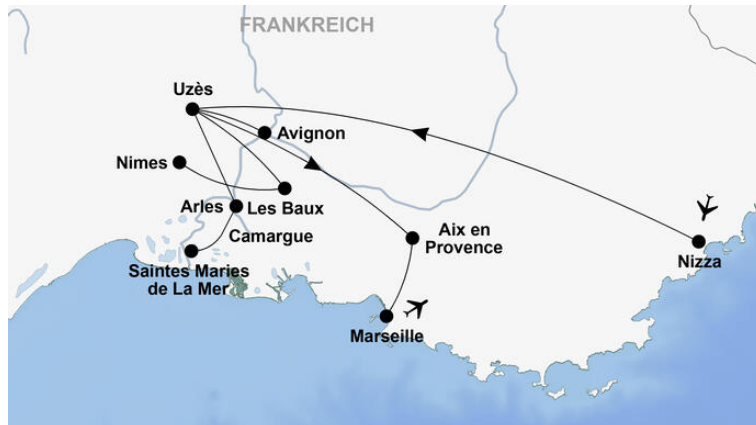 FRANKREICH
Uzès
Avignon
Nimes
Arles
Les Baux
Camargue
Aix en
Provence
Nizza
Saintes Maries
de La Mer
Marseille